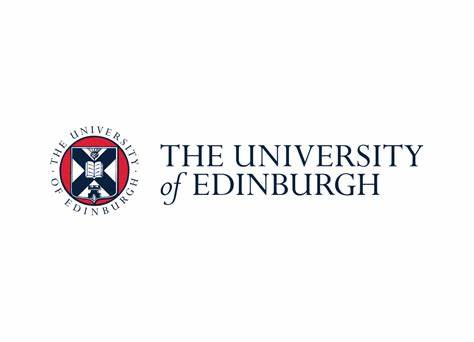 THE UNIVERSITY
OF EDINBURGH
THE UNIVERSITY
of EDINBURGH